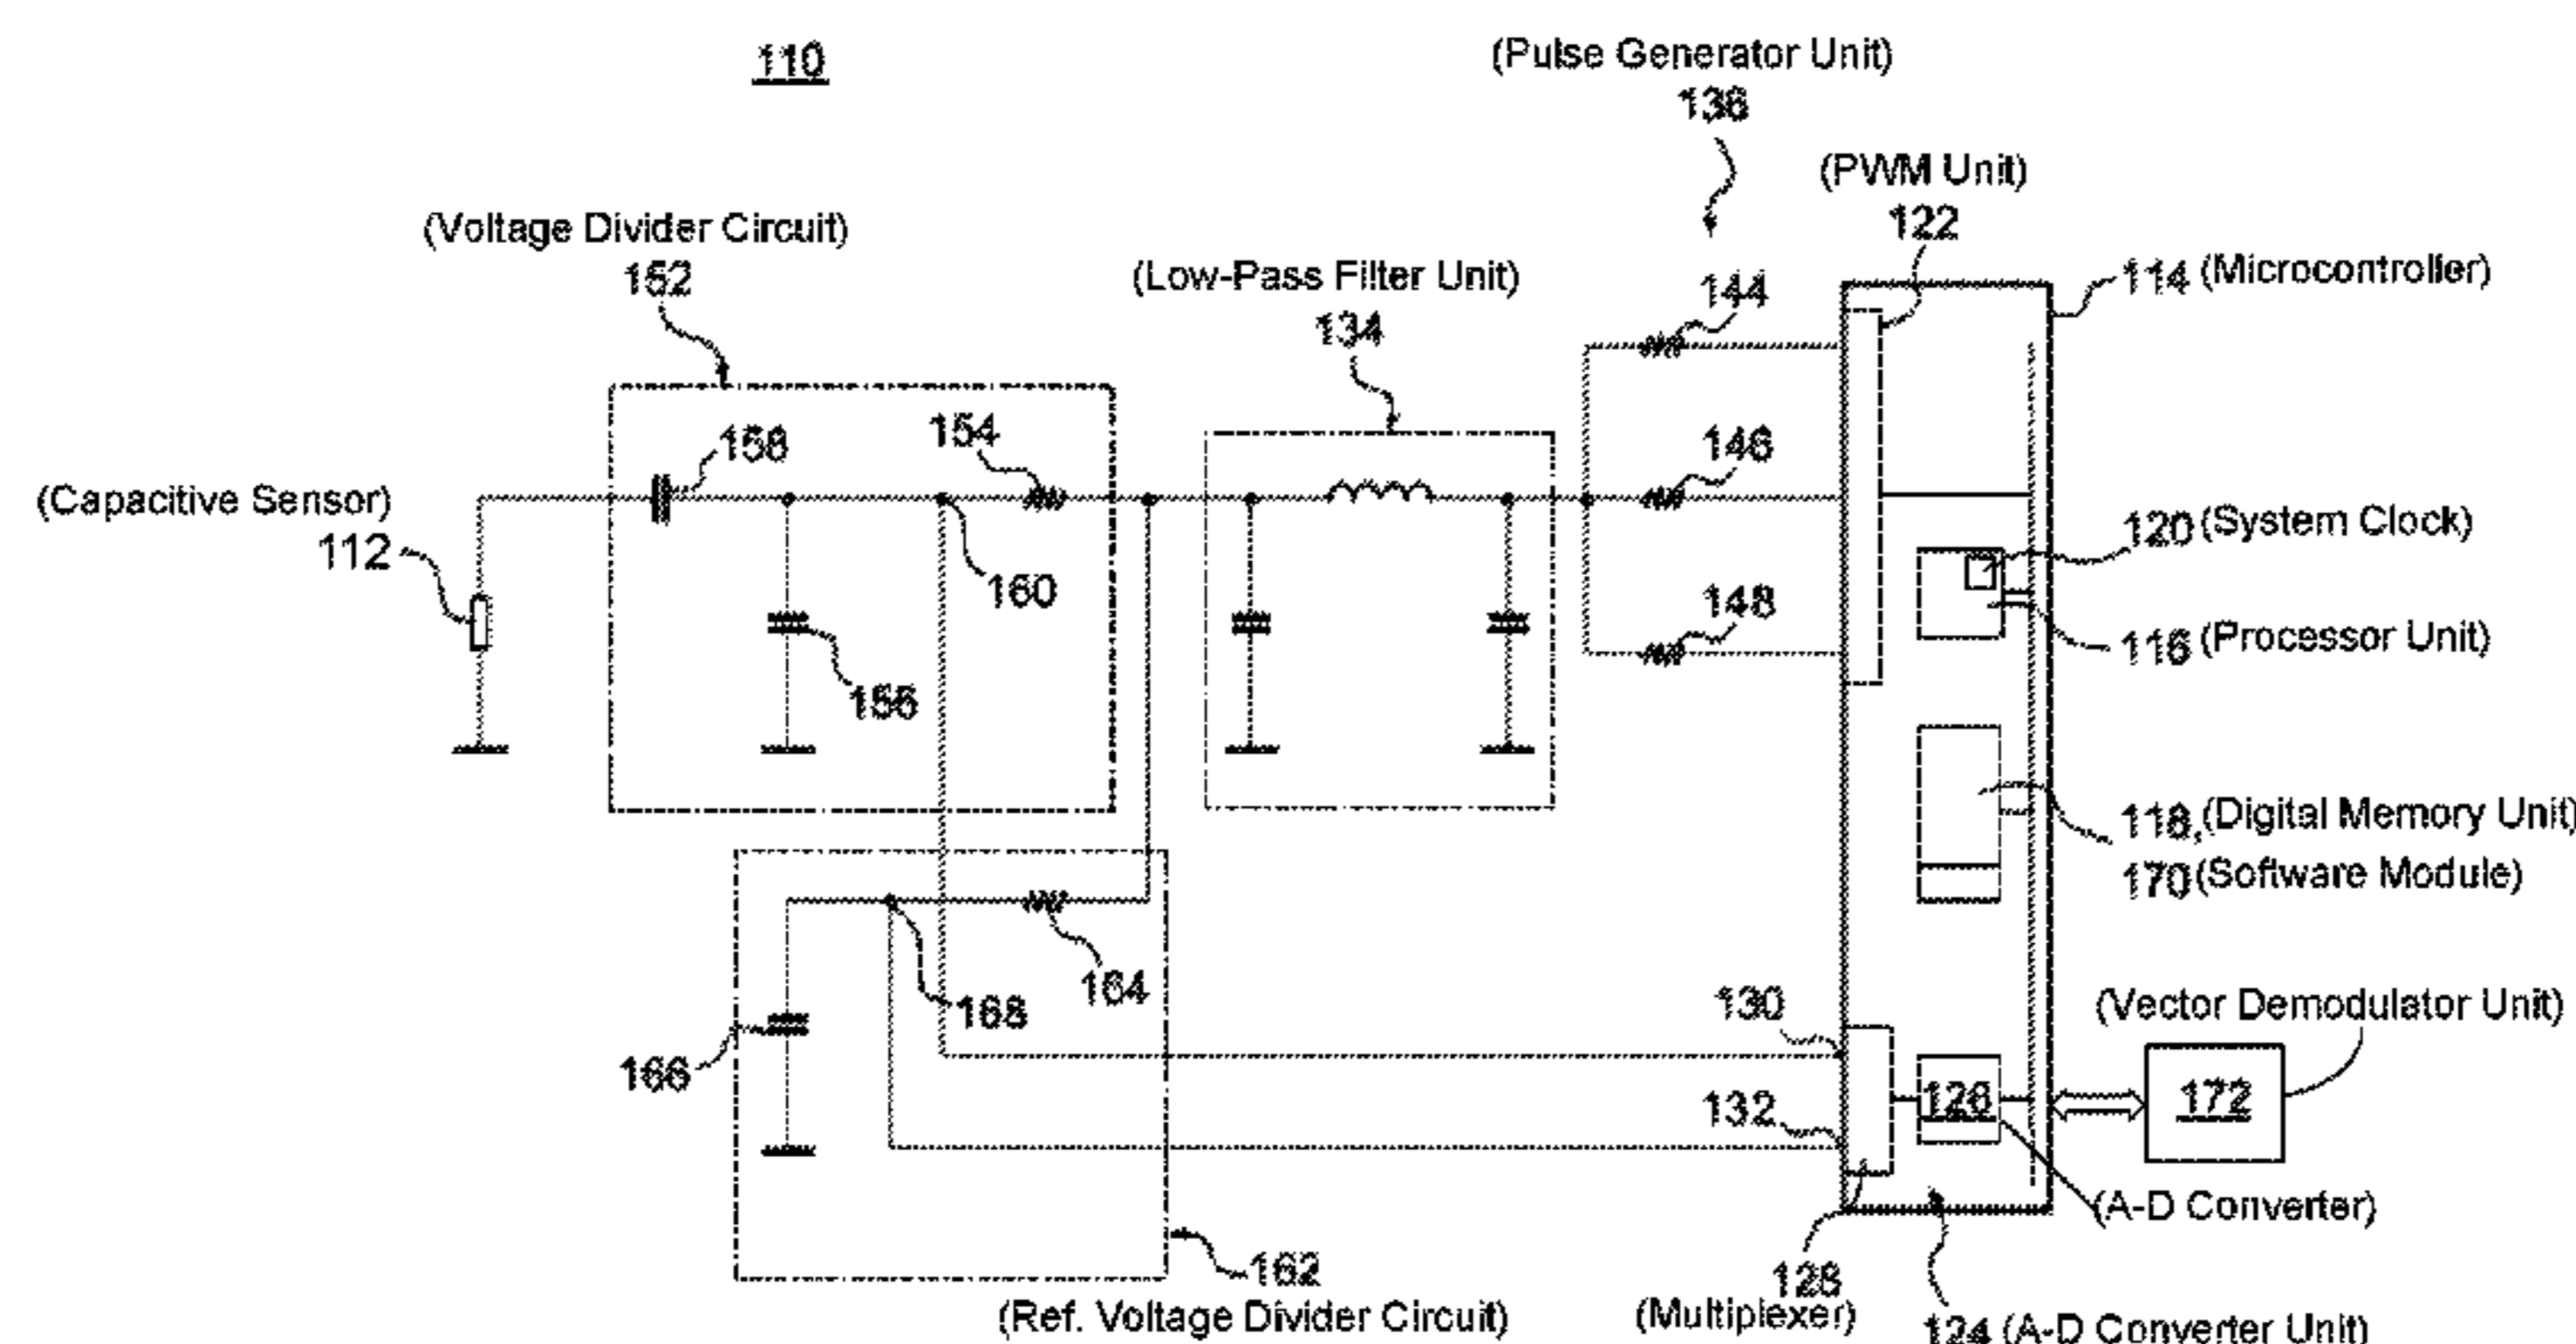 110
(Pulse Generator Unit)
136
(PWM Unit)
122
(Voltage Divider Circuit)
152
(Low-Pass Filter Unit)
134
144
114 (Microcontroller)
158
154
146
(Capacitive Sensor)
112
120 (System Clock)
160
148
116 (Processor Unit)
156
118, (Digital Memory Unit)
170 (Software Module)
164
168
130
(Vector Demodulator Unit)
166
132
126
172
(A-D Converter)
162
(Ref. Voltage Divider Circuit)
128
(Multiplexer)
124 (A-D Converter Unit)